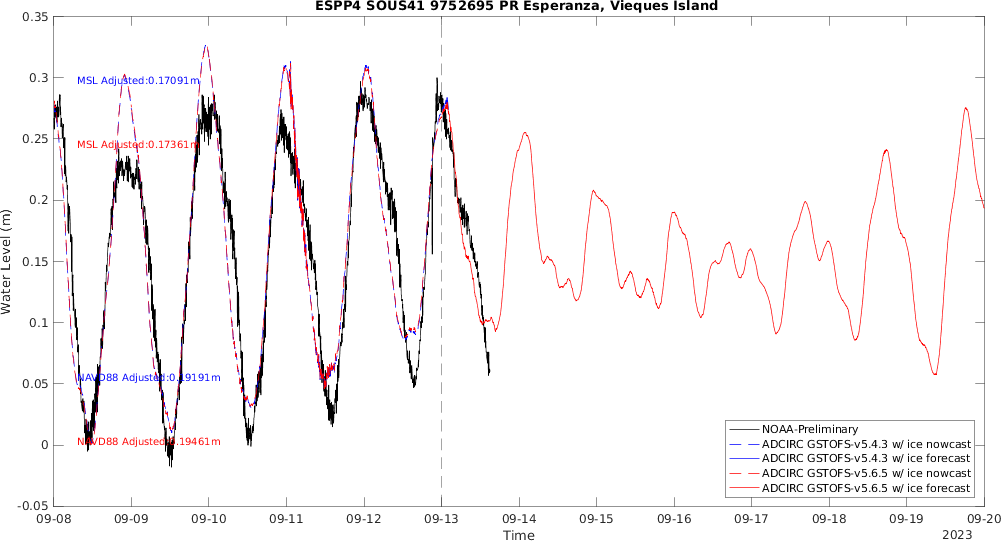 ESPP4 SOUS41 9752695 PR Esperanza, Vieques Island
0.35
0.3
0.25
0.2
0.15
0.1
0.05
0
-0.05
Water Level (m)
MSL Adjusted:0.17091m
MSL Adjusted:0.17361m
NAVD88 Adjusted:0.19191m
NAVD88 Adjusted:0.19461m
NOAA-Preliminary
ADCIRC GSTOFS-v5.4.3 w/ ice nowcast
ADCIRC GSTOFS-v5.4.3 w/ ice forecast
ADCIRC GSTOFS-v5.6.5 w/ ice nowcast
ADCIRC GSTOFS-v5.6.5 w/ ice forecast
09-08 09-09 09-10 09-11 09-12 09-13 09-14 09-15 09-16 09-17 09-18 09-19 09-20
Time
2023